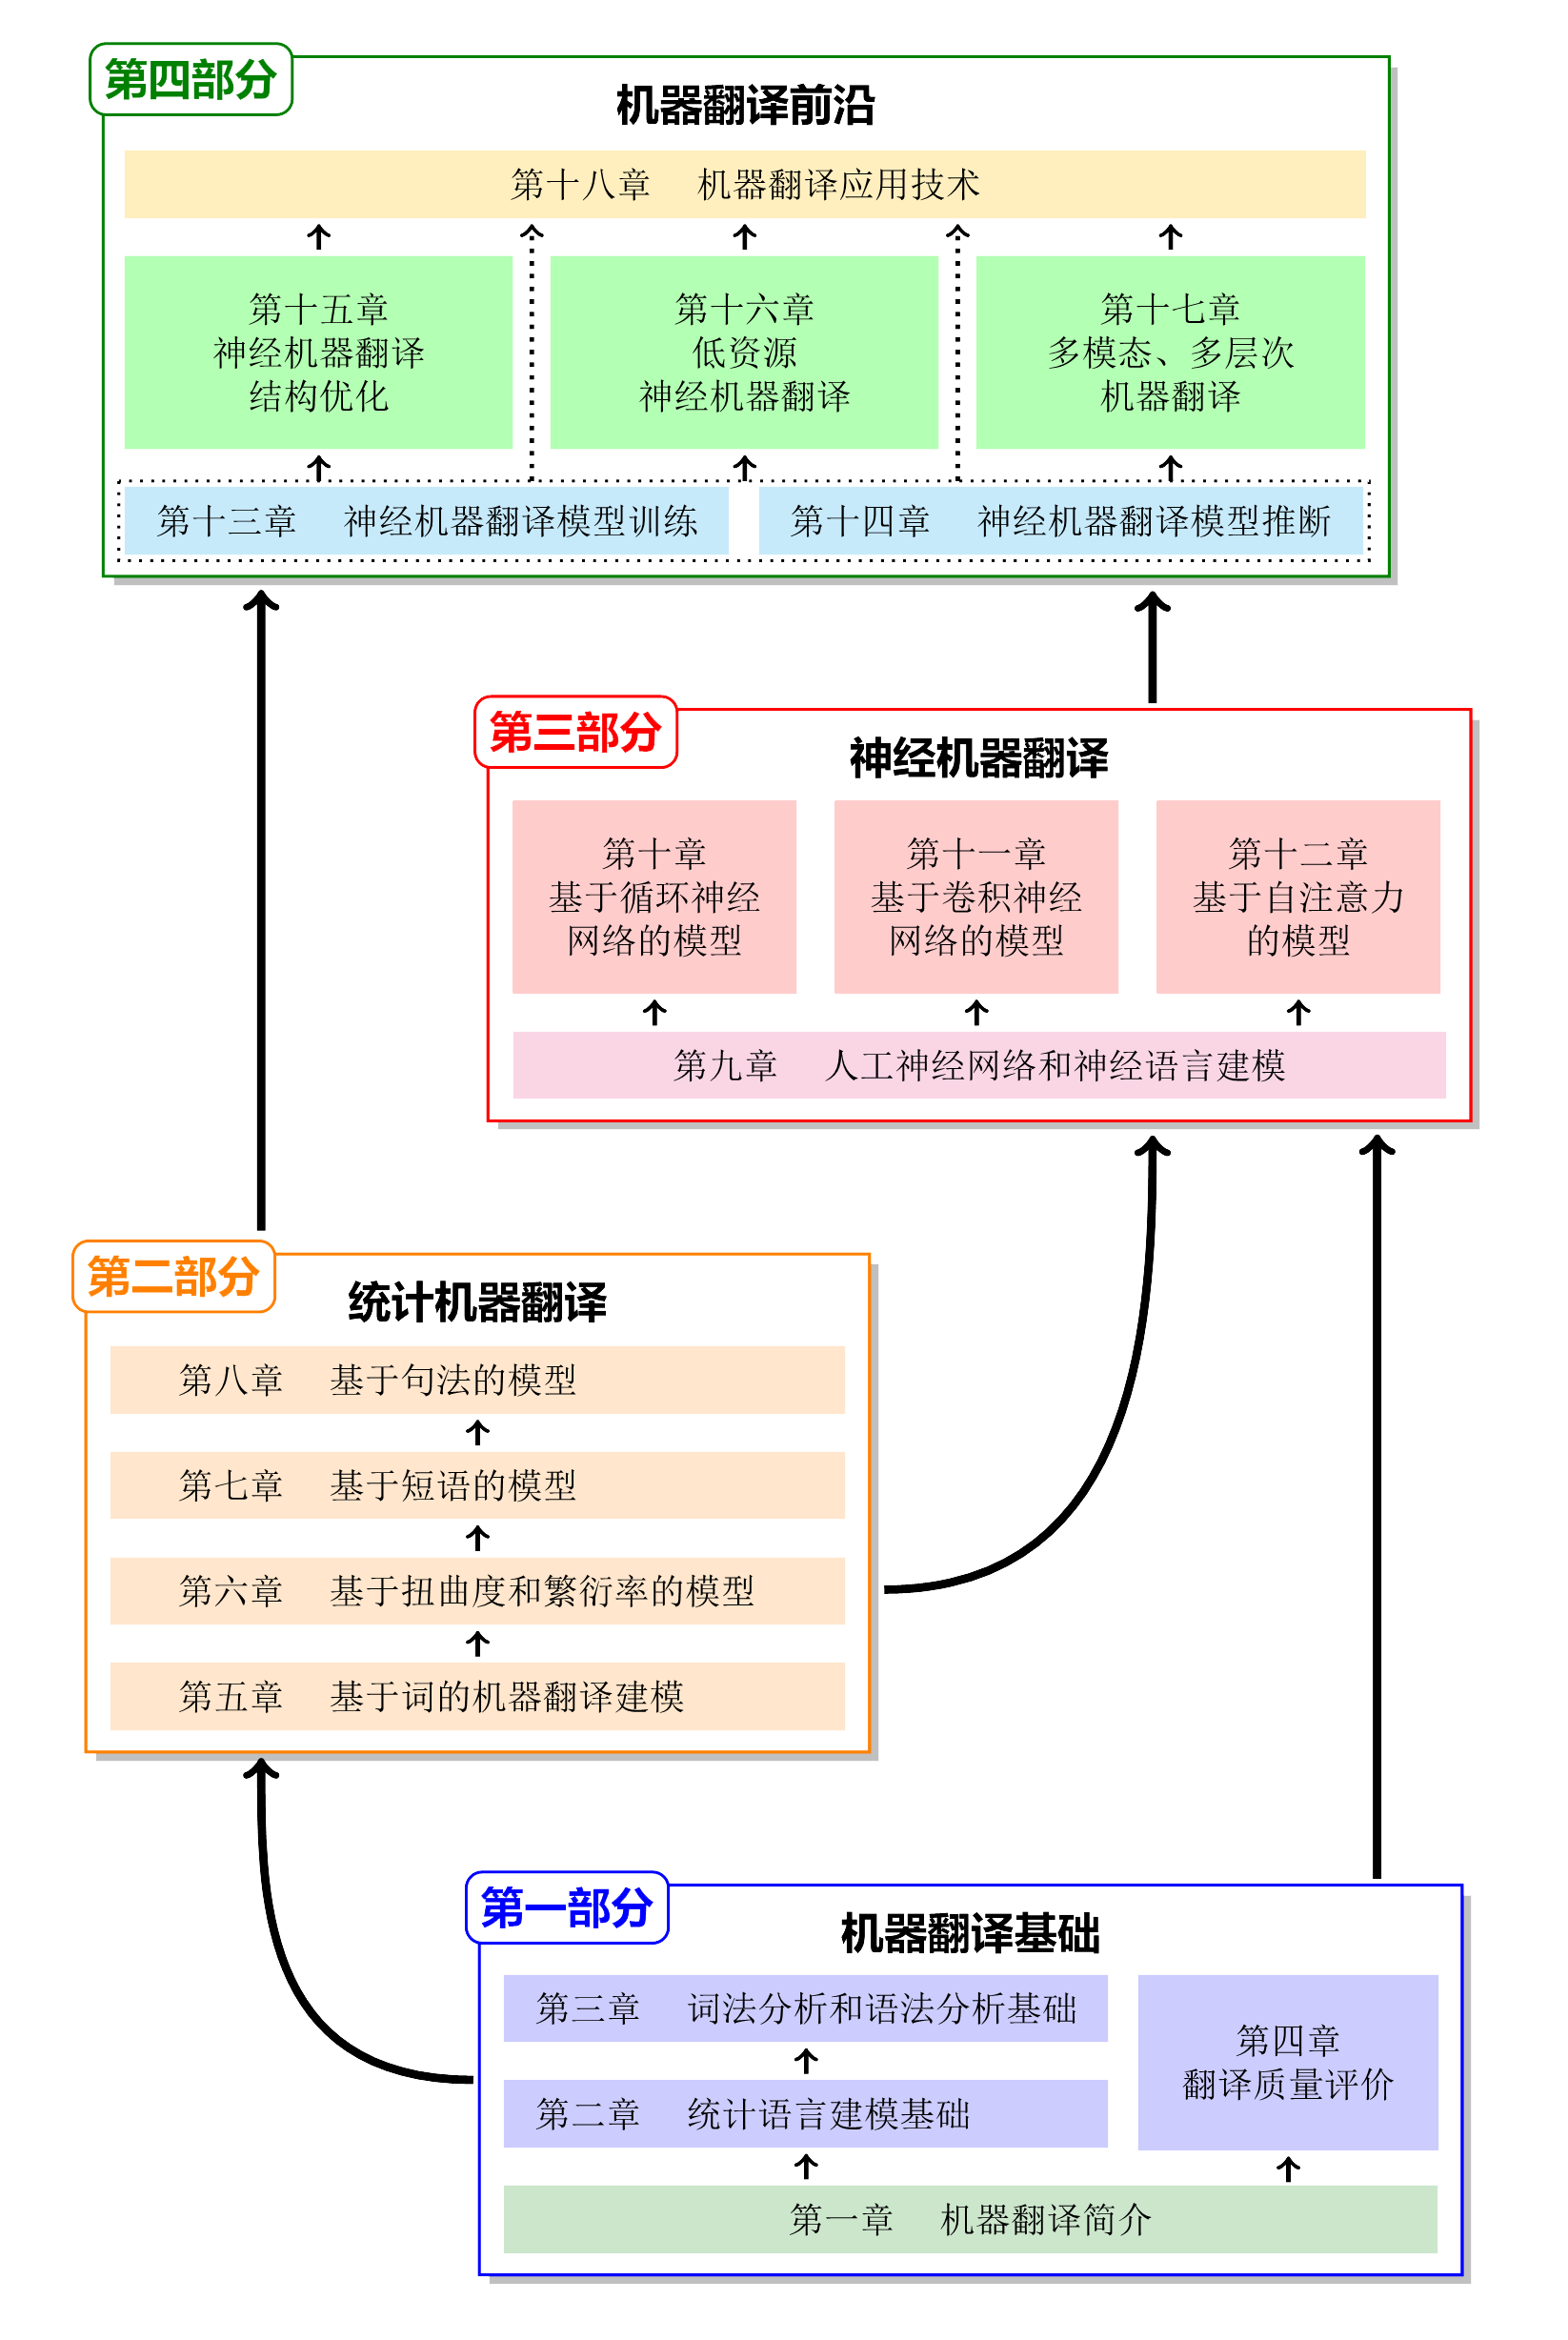 第四部分
机器翻译前沿
第十八章 机器翻译应用技术
第十五章
神经机器翻译
结构优化
第十六章
低资源
神经机器翻译
第十七章
多模态、多层次
机器翻译
第十三章 神经机器翻译模型训练
第十四章 神经机器翻译模型推断
第三部分
神经机器翻译
第十章
基于循环神经
网络的模型
第十一章
基于卷积神经
网络的模型
第十二章
基于自注意力
的模型
第九章 人工神经网络和神经语言建模
第二部分
统计机器翻译
第八章 基于句法的模型
第七章 基于短语的模型
第六章 基于扭曲度和繁衍率的模型
第五章 基于词的机器翻译建模
第一部分
机器翻译基础
第三章 词法分析和语法分析基础
第四章
翻译质量评价
第二章 统计语言建模基础
第一章 机器翻译简介